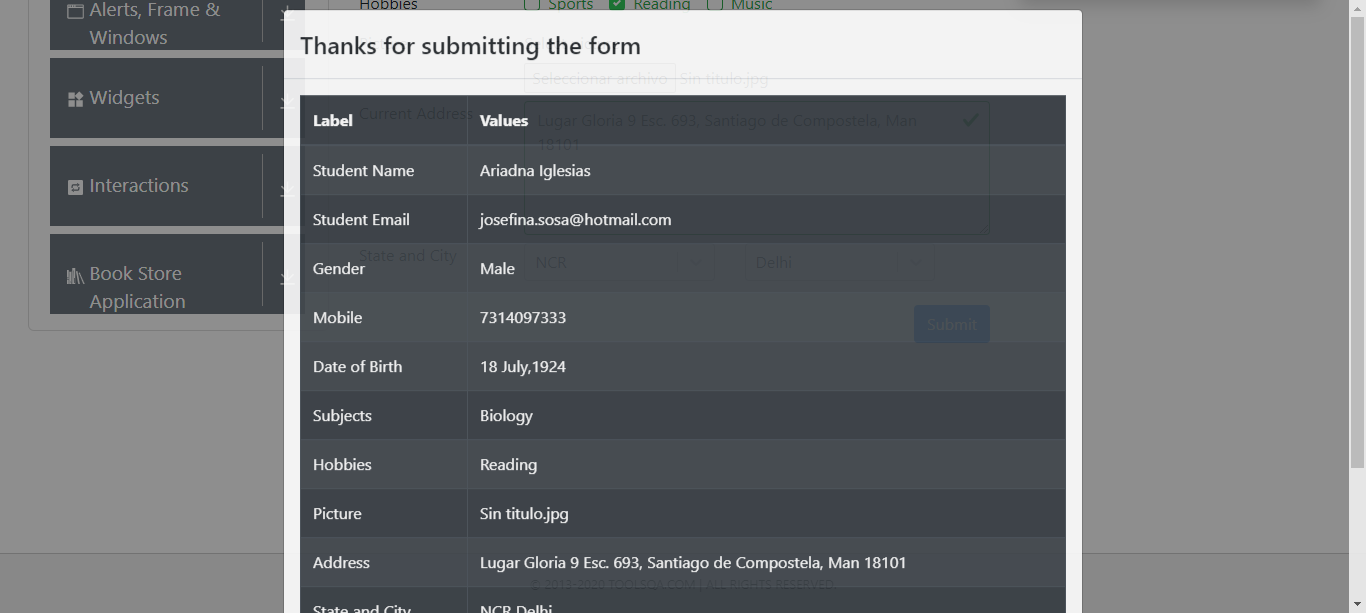 Alerts, Frame &
Windows
Widgets
Interactions
Book Store
Application
Hobbies
Sports Reading Music
Thanks for submitting the form
Seleccionar archivo Sin titulo.jpg
Current Address
Lugar Gloria 9 Esc. 693, Santiago de Compostela, Man
18101
State and City
NCR
Delhi
Submit
Label Values
Student Name Ariadna Iglesias
Student Email josefina.sosa@hotmail.com
Gender Male
Mobile 7314097333
Date of Birth 18 July,1924
Subjects Biology
Hobbies Reading
Picture Sin titulo.jpg
Address Lugar Gloria 9 Esc. 693, Santiago de Compostela, Man 18101
State and City NCR Delhi
© 2013-2020 TOOLSQA.COM | ALL RIGHTS RESERVED.